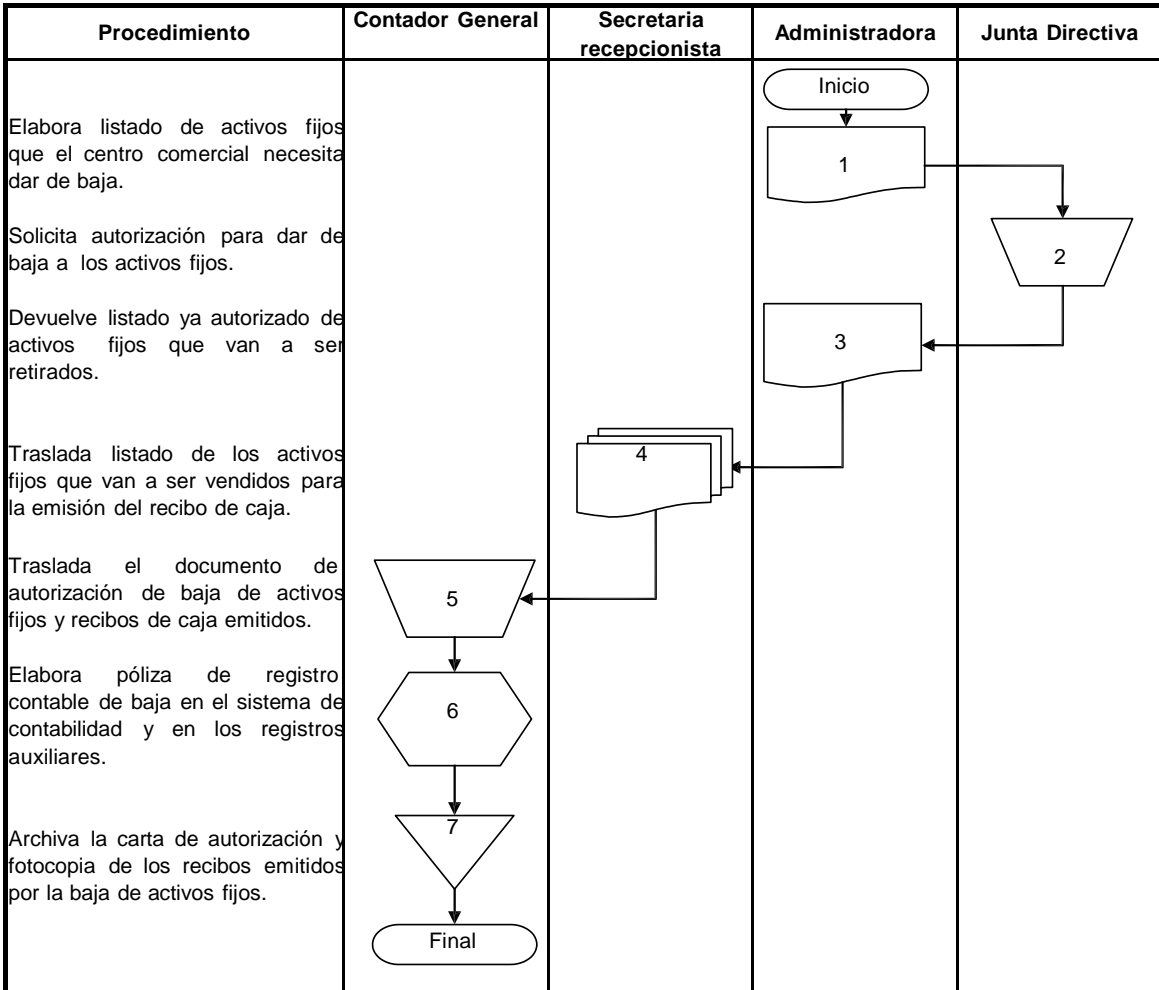 Procedimiento
Contador General
Secretaria
recepcionista
Administradora
Junta Directiva
Inicio
Elabora listado de activos fijos
que el centro comercial necesita
dar de baja.
1
Solicita autorización para dar de
baja a los activos fijos.
2
Devuelve listado ya autorizado de
activos fijos que van a ser
retirados.
3
Traslada listado de los activos
fijos que van a ser vendidos para
la emisión del recibo de caja.
4
Traslada el documento de
autorización de baja de activos
fijos y recibos de caja emitidos.
5
Elabora póliza de registro
contable de baja en el sistema de
contabilidad y en los registros
auxiliares.
6
Archiva la carta de autorización y
fotocopia de los recibos emitidos
por la baja de activos fijos.
7
Final